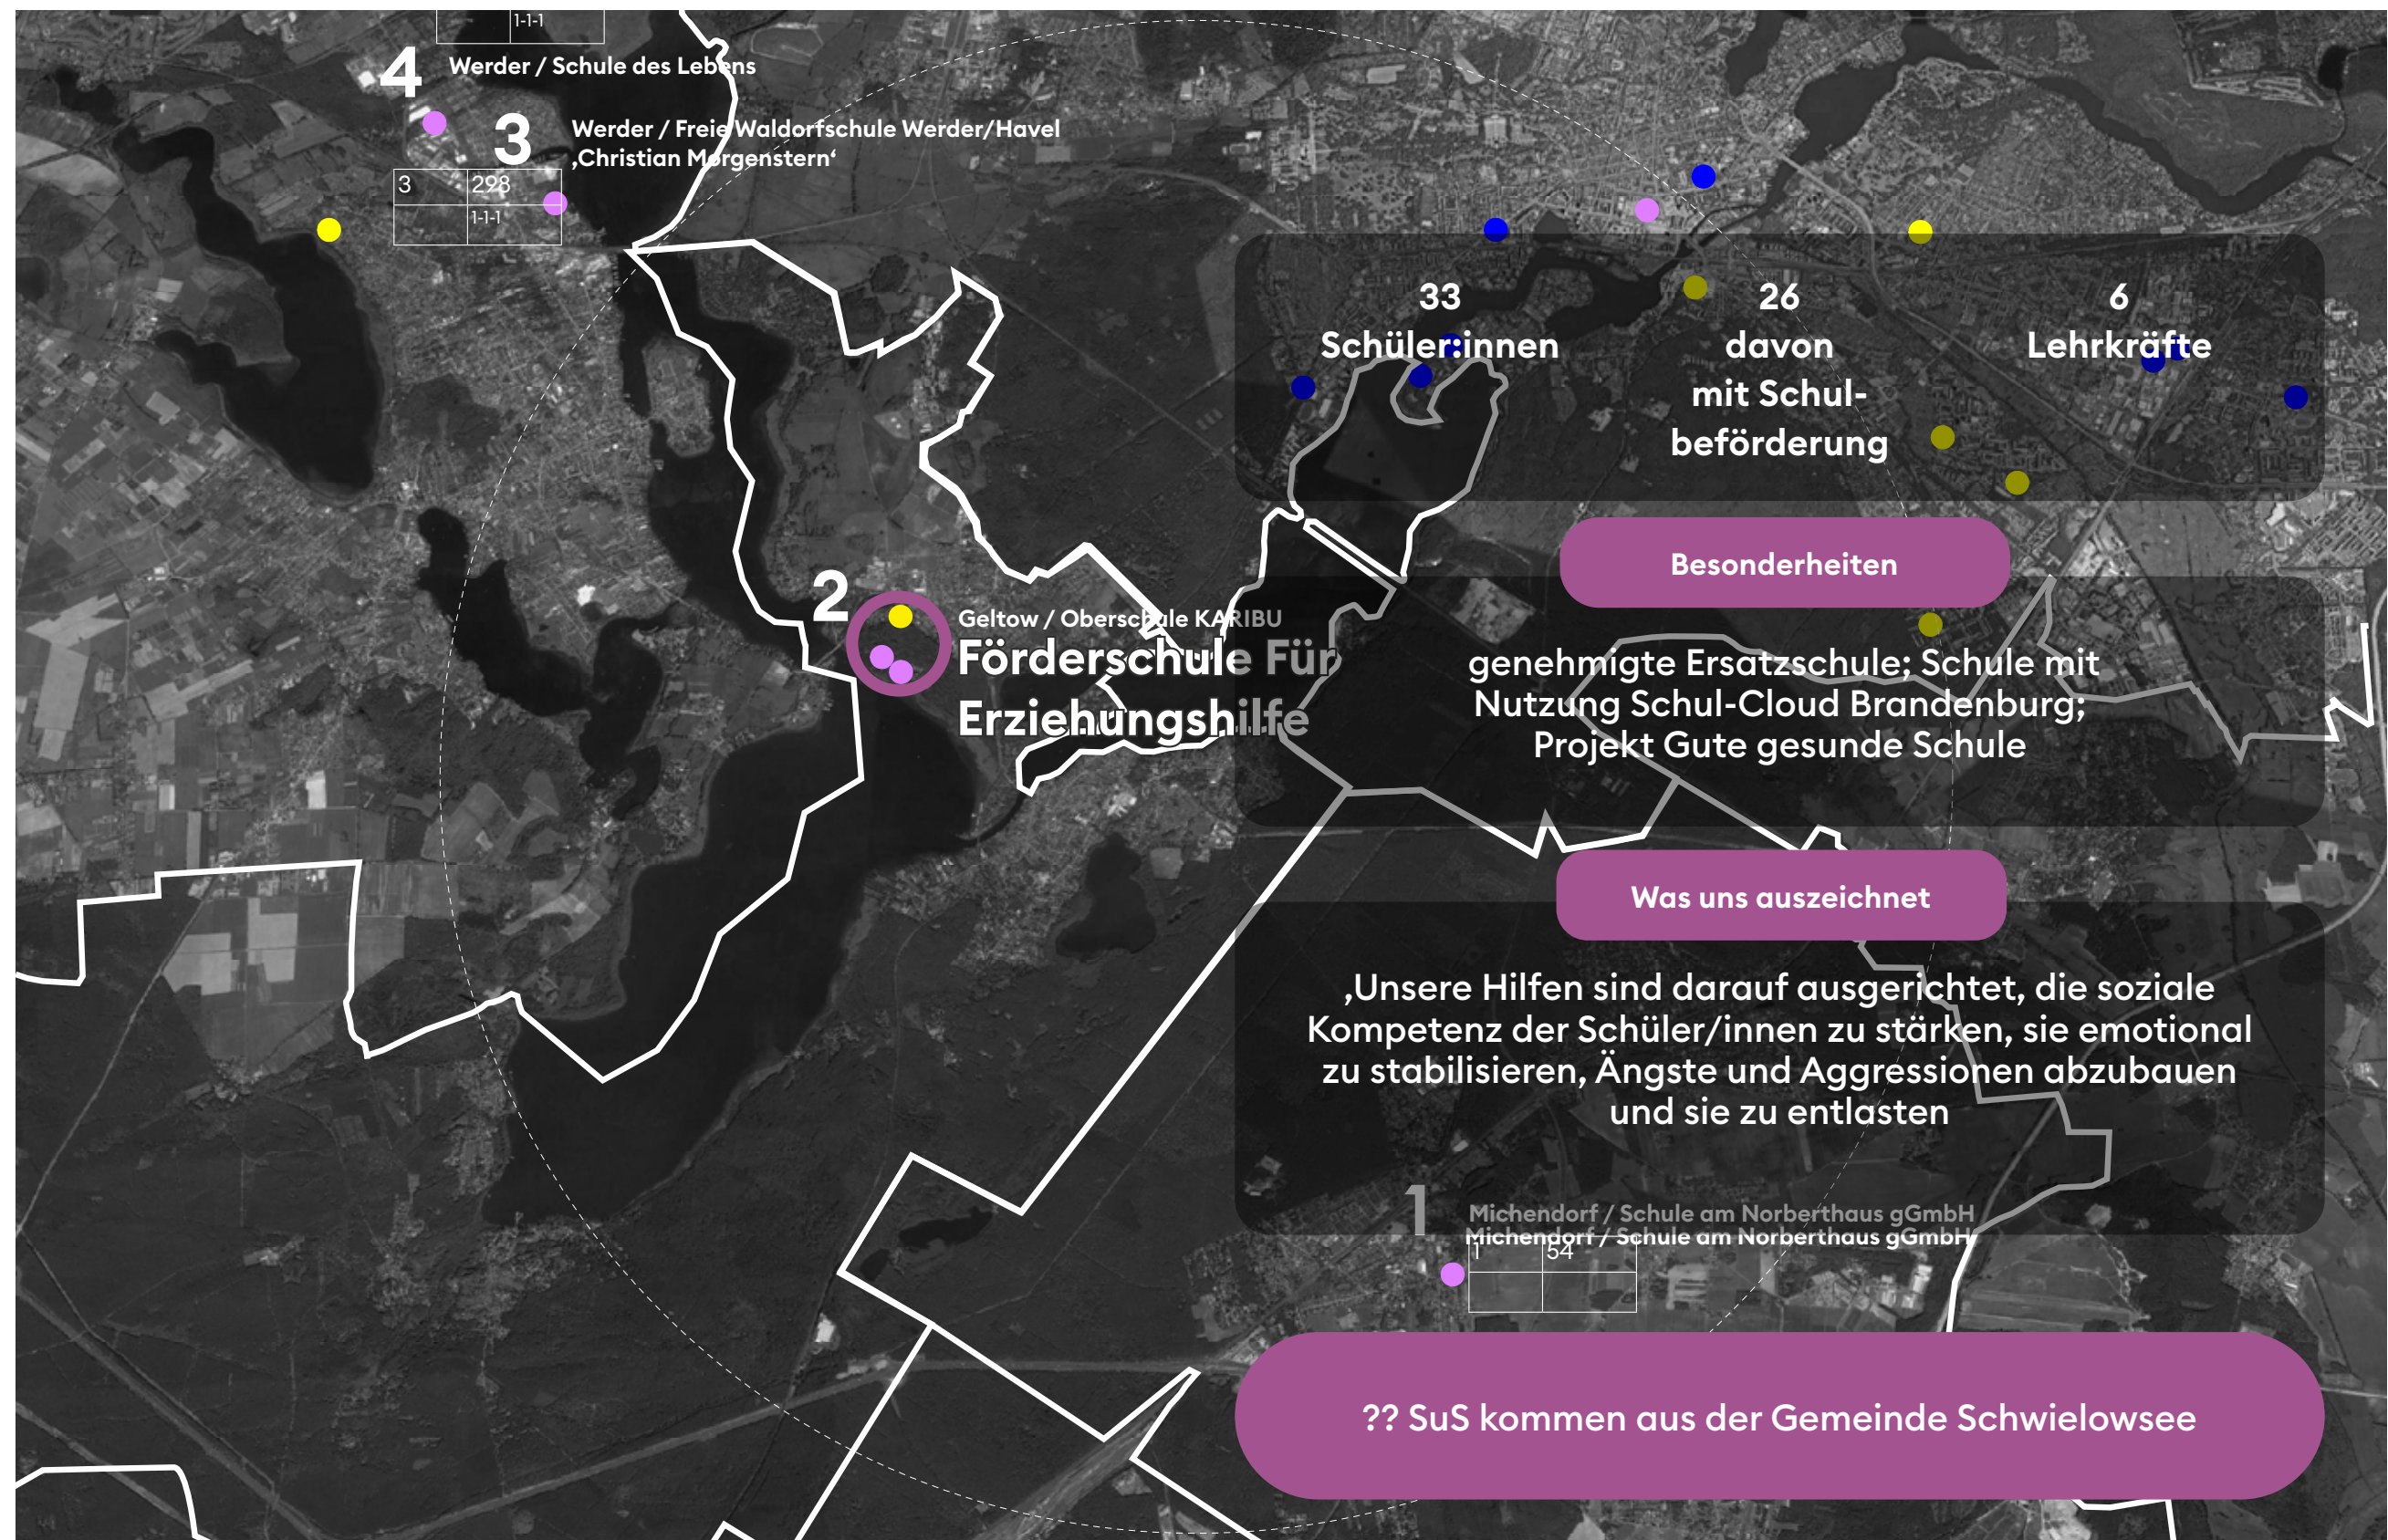 1-1-1
4
Werder / Schule des Lebens
3
Werder / Freie Waldorfschule Werder/Havel
‚Christian Morgenstern‘
3
298
1-1-1
33
Schüler:innen
26
davon
mit Schul-
beförderung
6
Lehrkräfte
Besonderheiten
genehmigte Ersatzschule; Schule mit
Nutzung Schul-Cloud Brandenburg;
Projekt Gute gesunde Schule
2
Geltow / Oberschule KARIBU
Förderschule Für
Erziehungshilfe
Was uns auszeichnet
‚Unsere Hilfen sind darauf ausgerichtet, die soziale
Kompetenz der Schüler/innen zu stärken, sie emotional
zu stabilisieren, Ängste und Aggressionen abzubauen
und sie zu entlasten
1
Michendorf / Schule am Norberthaus gGmbH
Michendorf / Schule am Norberthaus gGmbH
1
54
?? SuS kommen aus der Gemeinde Schwielowsee